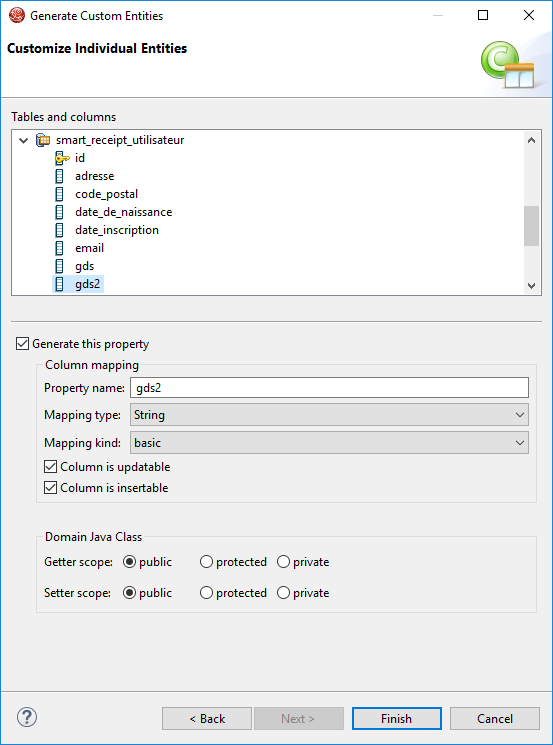 Generate Custom Entities
Customize Individual Entities
C
Tables and columns
smart_receipt_utilisateur
id
adresse
code_postal
date_de_naissance
date_inscription
email
gds
gds2
Generate this property
Column mapping
Property name: gds2
Mapping type: String
Mapping kind: basic
Column is updatable
Column is insertable
Domain Java Class
Getter scope: public protected private
Setter scope: public protected private
? < Back Next > Finish Cancel